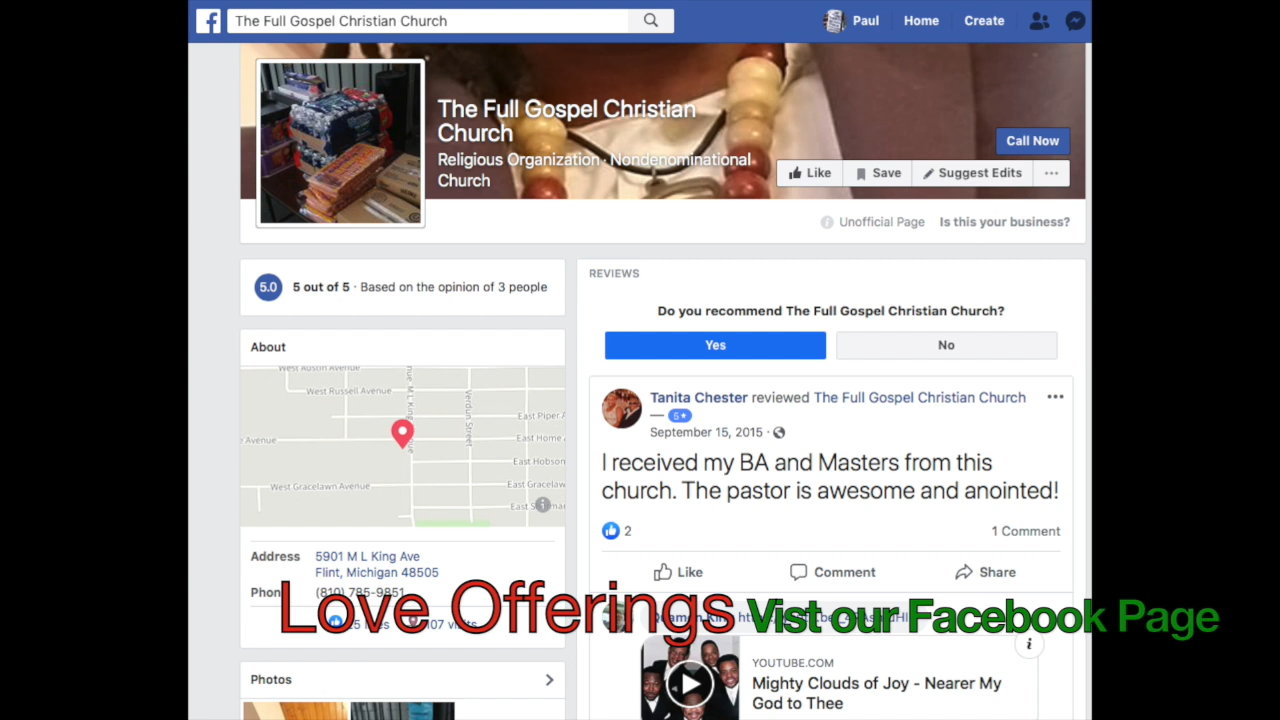 The Full Gospel Christian Church
Paul
Home
Create
The Full Gospel Christian
Church
Religious Organization · Nondenominational
Church
Call Now
Like
Save
Suggest Edits
Unofficial Page
Is this your business?
5.0
5 out of 5 · Based on the opinion of 3 people
About
West Austin Avenue
West Russell Avenue
Verdun Street
East Piper A
e Avenue
East Home
East Hobson
West Gracelawn Avenue
East Gracelaw
Address 5901 M L King Ave
Flint, Michigan 48505
Phon (810) 785-9851
Photos
REVIEWS
Do you recommend The Full Gospel Christian Church?
Yes
No
Tanita Chester reviewed The Full Gospel Christian Church
— 5★
September 15, 2015 ·
I received my BA and Masters from this
church. The pastor is awesome and anointed!
2
1 Comment
Like
Comment
Share
Love Offerings Vist our Facebook Page
YOUTUBE.COM
Mighty Clouds of Joy - Nearer My
God to Thee